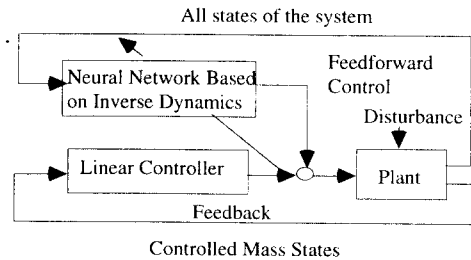 All states of the system
Neural Network Based
on Inverse Dynamics
Feedforward
Control
Disturbance
Linear Controller
Plant
Feedback
Controlled Mass States